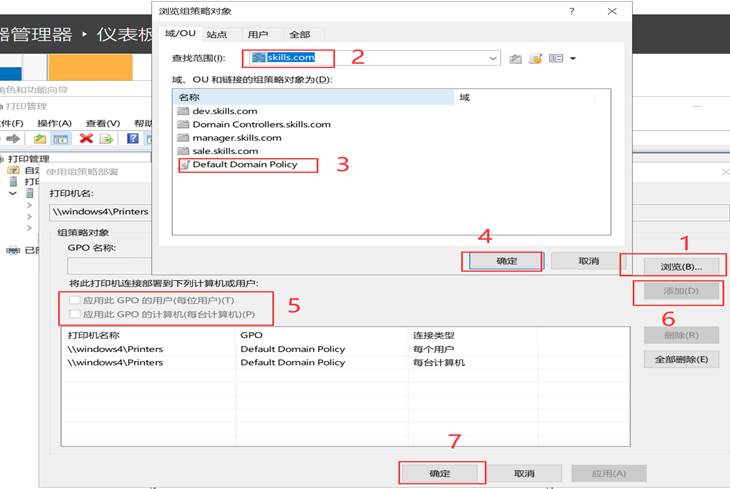 浏览组策略对象
域/OU 站点 用户 全部
器管理器 ‣ 仪表板
查找范围(I): skills.com 2
域、OU 和链接的组策略对象为(D):
名称 域
dev.skills.com
Domain Controllers.skills.com
manager.skills.com
sale.skills.com
Default Domain Policy 3
4
确定 取消
角色和功能向导
打印管理
件(F) 操作(A) 查看(V) 帮助
打印管理
使用组策略部署
打印机名:
\\windows4\Printers
组策略对象
GPO 名称:
1
浏览(B)...
将此打印机连接部署到下列计算机或用户:
添加(D)
应用此 GPO 的用户(每位用户)(T)
应用此 GPO 的计算机(每台计算机)(P)
5
6
打印机名称 GPO 连接类型
\\windows4\Printers Default Domain Policy 每个用户
\\windows4\Printers Default Domain Policy 每台计算机
删除(R)
全部删除(E)
7
确定 取消 应用(A)